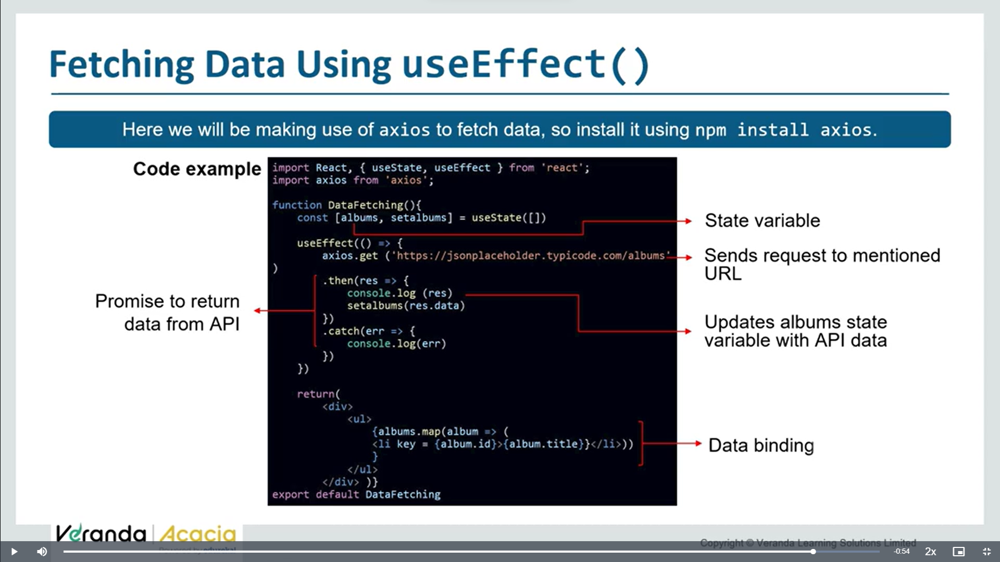 Fetching Data Using useEffect()
Here we will be making use of axios to fetch data, so install it using npm install axios.
Code example
import React, { useState, useEffect } from 'react';
import axios from 'axios';
function DataFetching(){
const [albums, setalbums] = useState([])
State variable
useEffect(() => {
axios.get ('https://jsonplaceholder.typicode.com/albums'
)
Sends request to mentioned
URL
.then(res => {
console.log (res)
setalbums(res.data)
})
.catch(err => {
console.log(err)
})
})
Promise to return
data from API
Updates albums state
variable with API data
return(
<div>
<ul>
{albums.map(album => (
<li key = {album.id}>{album.title}}</li>))
}
</ul>
</div> )}
export default DataFetching
Data binding
Veranda | Acacia
Powered by edureka!
Copyright © Veranda Learning Solutions Limited
-0:54
2x